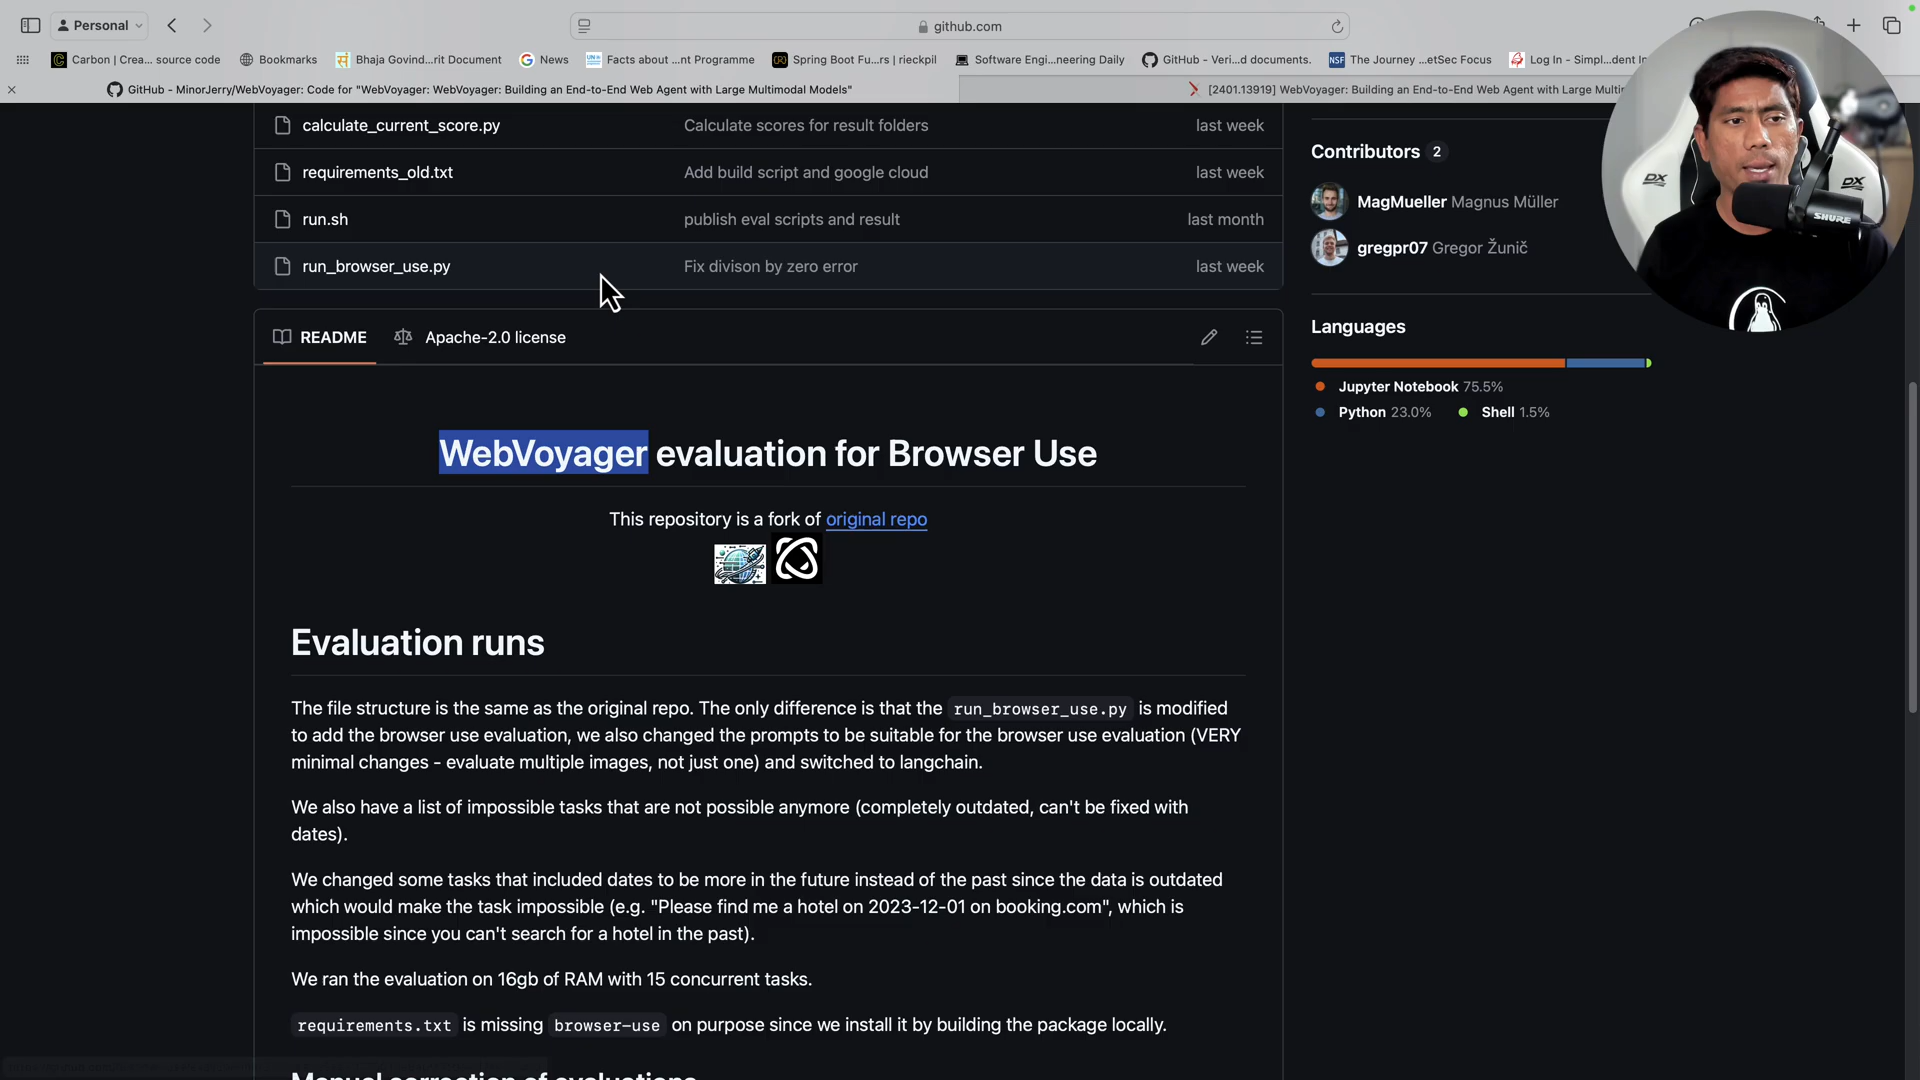 Personal
github.com
Carbon | Crea... source code
Bookmarks
Bhaja Govind...rit Document
News
Facts about ...nt Programme
Spring Boot Fu...rs | rieckpil
Software Engi...neering Daily
GitHub - Veri...d documents.
The Journey ...etSec Focus
Log In - Simpl...dent In
GitHub - MinorJerry/WebVoyager: Code for "WebVoyager: WebVoyager: Building an End-to-End Web Agent with Large Multimodal Models"
[2401.13919] WebVoyager: Building an End-to-End Web Agent with Large Mult
calculate_current_score.py Calculate scores for result folders last week
requirements_old.txt Add build script and google cloud last week
run.sh publish eval scripts and result last month
run_browser_use.py Fix divison by zero error last week
README Apache-2.0 license
WebVoyager evaluation for Browser Use
This repository is a fork of original repo
Evaluation runs
The file structure is the same as the original repo. The only difference is that the run_browser_use.py is modified
to add the browser use evaluation, we also changed the prompts to be suitable for the browser use evaluation (VERY
minimal changes - evaluate multiple images, not just one) and switched to langchain.
We also have a list of impossible tasks that are not possible anymore (completely outdated, can't be fixed with
dates).
We changed some tasks that included dates to be more in the future instead of the past since the data is outdated
which would make the task impossible (e.g. "Please find me a hotel on 2023-12-01 on booking.com", which is
impossible since you can't search for a hotel in the past).
We ran the evaluation on 16gb of RAM with 15 concurrent tasks.
requirements.txt is missing browser-use on purpose since we install it by building the package locally.
Manual correction of evaluations
Contributors 2
MagMueller Magnus Müller
gregpr07 Gregor Žunič
Languages
Jupyter Notebook 75.5%
Python 23.0% Shell 1.5%
DX
DX
SHURE